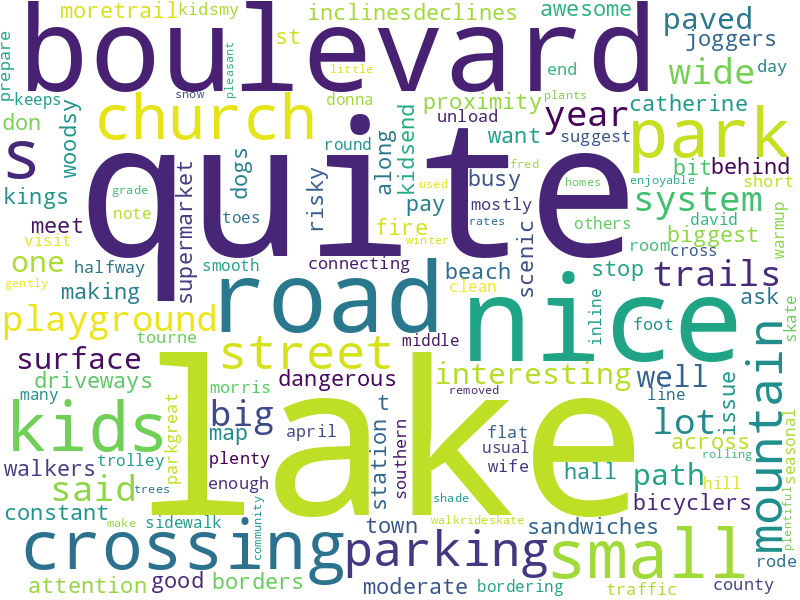 boulevard
quite
lake
nice
road
s
church
park
kids
crossing
parking
small
mountain
street
playground
trails
system
wide
year
paved
joggers
awesome
inclinesdeclines
moretrail
kidsmy
st
prepare
keeps
don
woodsy
kings
meet
visit
note
grade
one
halfway
gently
making
tourne
surface
driveways
many
walkers
trolley
said
trees
constant
make
sidewalk
attention
good
borders
snow
pleasant
little
donna
round
dogs
toes
supermarket
smooth
risky
connecting
dangerous
morris
big
map
plenty
april
enough
community
parkgreat
station
t
town
moderate
southern
shade
walkrideskate
bordering
along
kidsend
pay
fire
used
winter
busy
mostly
rates
beach
clean
middle
interesting
removed
flat
usual
wife
hall
sandwiches
traffic
proximity
unload
want
fred
end
plants
suggest
catherine
day
bit
behind
short
homes
enjoyable
others
david
biggest
room
cross
warmup
scenic
stop
ask
inline
foot
skate
well
issue
line
lot
across
rolling
path
hill
bicyclers
seasonal
plentiful
rode
county